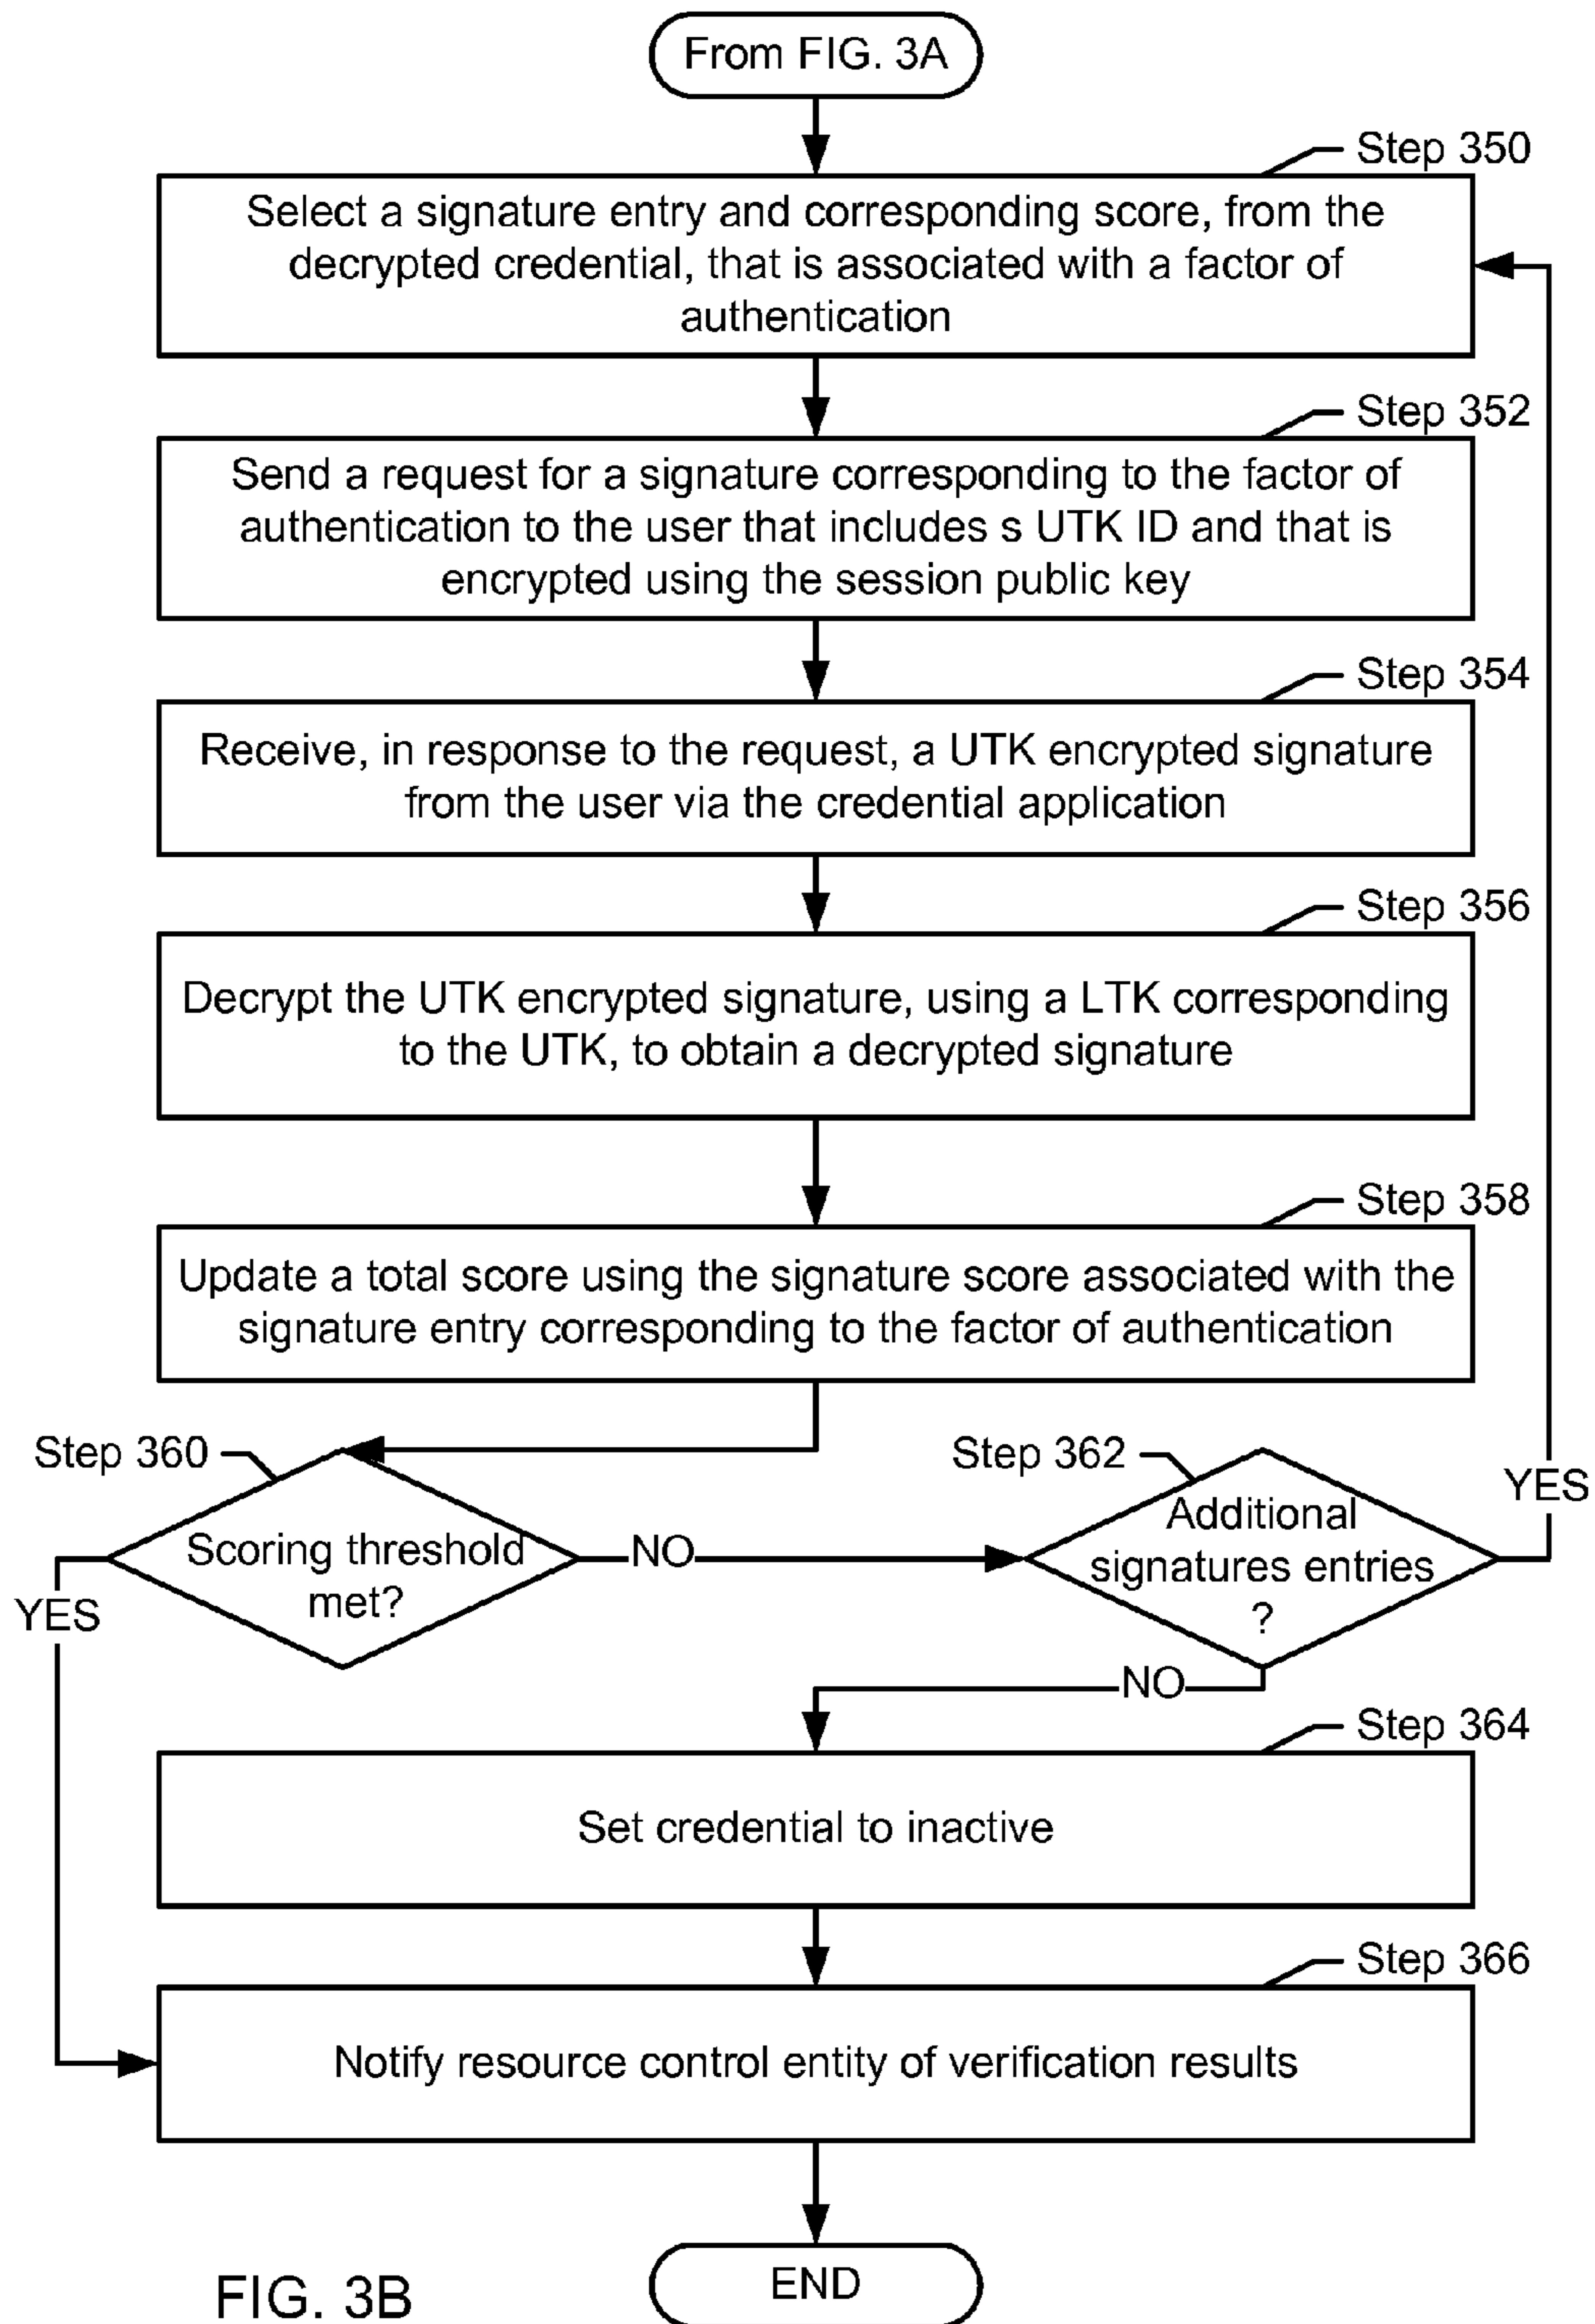 From FIG. 3A
Step 350
Select a signature entry and corresponding score, from the
decrypted credential, that is associated with a factor of
authentication
Step 352
Send a request for a signature corresponding to the factor of
authentication to the user that includes s UTK ID and that is
encrypted using the session public key
Step 354
Receive, in response to the request, a UTK encrypted signature
from the user via the credential application
Step 356
Decrypt the UTK encrypted signature, using a LTK corresponding
to the UTK, to obtain a decrypted signature
Step 358
Update a total score using the signature score associated with the
signature entry corresponding to the factor of authentication
Step 360
Scoring threshold
met?
YES
NO
Step 362
Additional
signatures entries
?
YES
NO
Step 364
Set credential to inactive
Step 366
Notify resource control entity of verification results
END
FIG. 3B